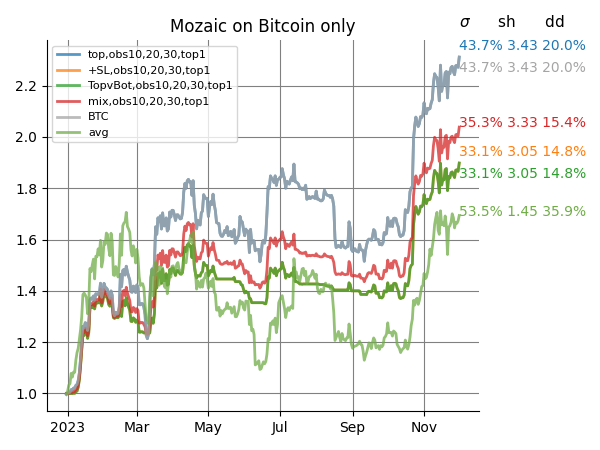 Mozaic on Bitcoin only
σ sh dd
top,obs10,20,30,top1
+SL,obs10,20,30,top1
TopvBot,obs10,20,30,top1
mix,obs10,20,30,top1
BTC
avg
43.7% 3.43 20.0%
43.7% 3.43 20.0%
35.3% 3.33 15.4%
33.1% 3.05 14.8%
33.1% 3.05 14.8%
53.5% 1.45 35.9%
2.2
2.0
1.8
1.6
1.4
1.2
1.0
2023 Mar May Jul Sep Nov